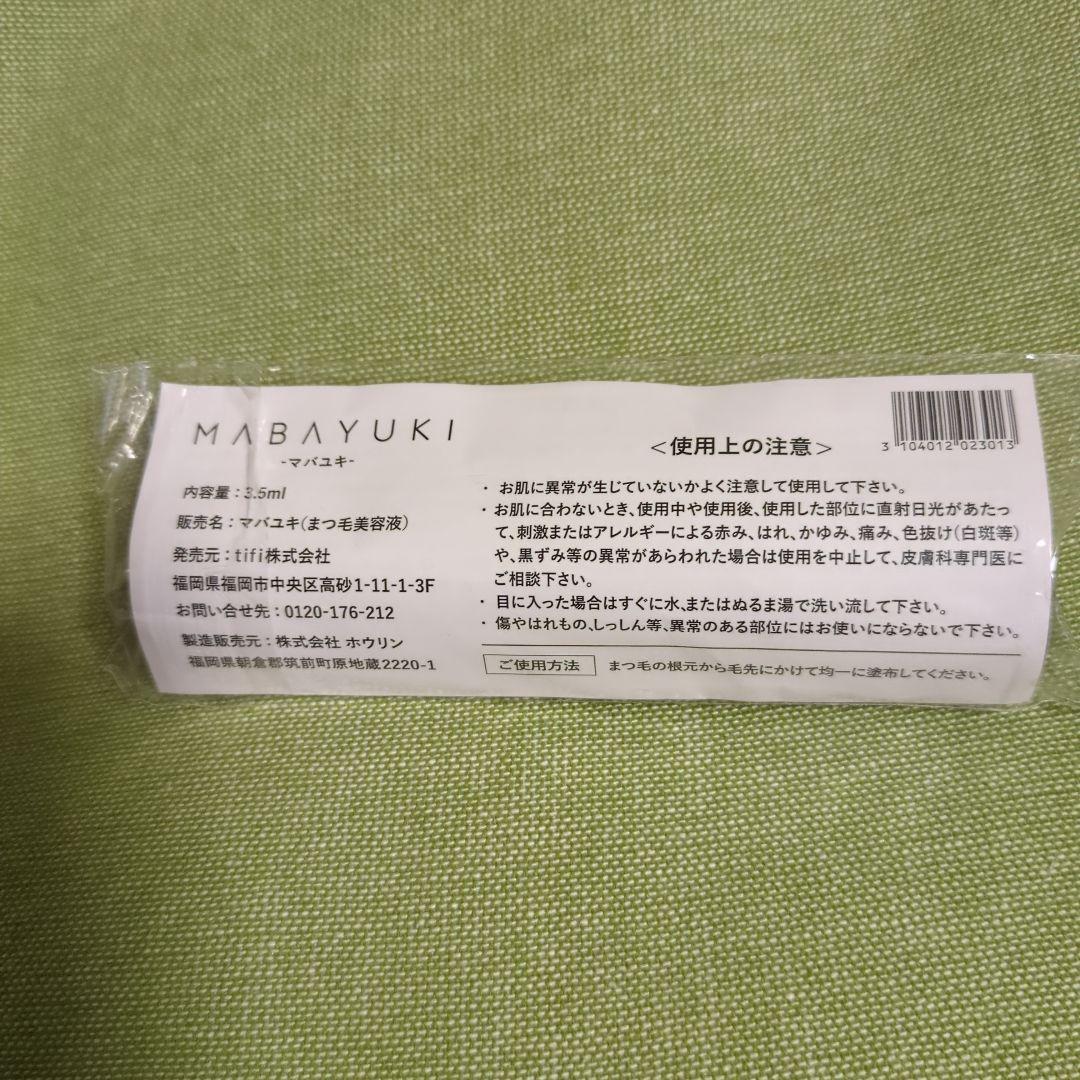 MABAYUKI
-マバユキ-
内容量：3.5ml
販売名：マバユキ(まつ毛美容液)
発売元：tifi株式会社
福岡県福岡市中央区高砂1-11-1-3F
お問い合せ先：0120-176-212
製造販売元：株式会社 ホウリン
福岡県朝倉郡筑前町原地蔵2220-1
3 104012 023013
＜使用上の注意＞
・お肌に異常が生じていないかよく注意して使用して下さい。
・お肌に合わないとき、使用中や使用後、使用した部位に直射日光があたっ
て、刺激またはアレルギーによる赤み、はれ、かゆみ、痛み、色抜け(白斑等)
や、黒ずみ等の異常があらわれた場合は使用を中止して、皮膚科専門医に
ご相談下さい。
・目に入った場合はすぐに水、またはぬるま湯で洗い流して下さい。
・傷やはれもの、しっしん等、異常のある部位にはお使いにならないで下さい。
ご使用方法 まつ毛の根元から毛先にかけて均一に塗布してください。